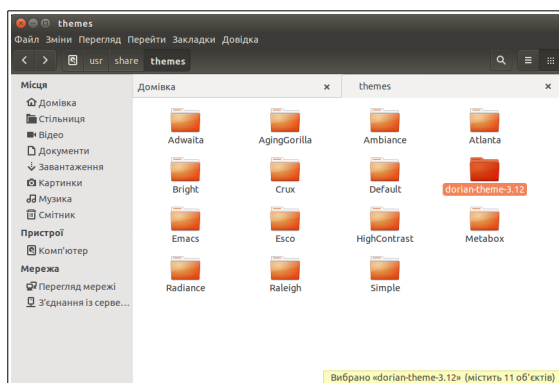 themes
Файл Зміни Перегляд Перейти Закладки Довідка
usr share themes
Місця
Домівка
Стільниця
Відео
Документи
Завантаження
Картинки
Музика
Смітник
Пристрої
Комп'ютер
Мережа
Перегляд мережі
З'єднання із серве...
Домівка themes
Adwaita AgingGorilla Ambiance Atlanta
Bright Crux Default dorian-theme-3.12
Emacs Esco HighContrast Metabox
Radiance Raleigh Simple
Вибрано «dorian-theme-3.12» (містить 11 об'єктів)